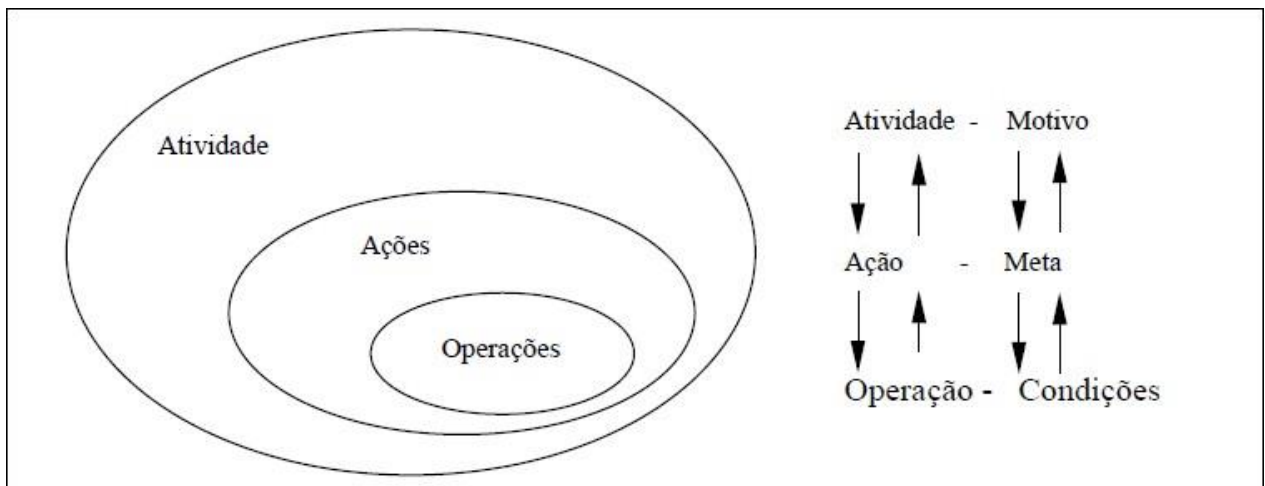 Atividade
Ações
Operações
Atividade - Motivo
Ação - Meta
Operação - Condições